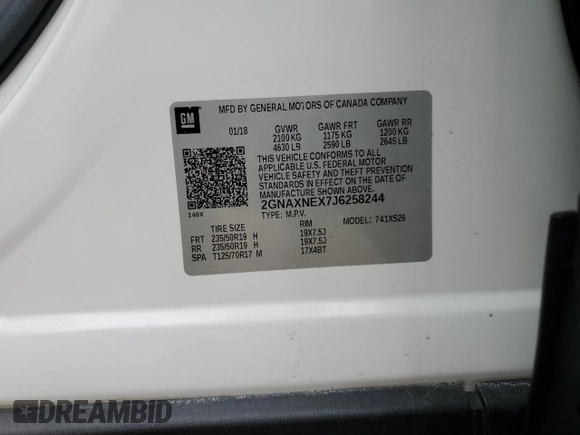 GM
MFD BY GENERAL MOTORS OF CANADA COMPANY
01/18 GVWR GAWR FRT GAWR RR
2100 KG 1175 KG 1200 KG
4630 LB 2590 LB 2645 LB
THIS VEHICLE CONFORMS TO ALL
APPLICABLE U.S. FEDERAL MOTOR
VEHICLE SAFETY AND THEFT PREVENTION
STANDARDS IN EFFECT ON THE DATE OF
MANUFACTURE SHOWN ABOVE.
2GNAXNEX7J6258244
140X TYPE: M.P.V. MODEL: 741XS26
TIRE SIZE RIM
FRT 235/50R19 H 19X7.5J
RR 235/50R19 H 19X7.5J
SPA T125/70R17 M 17X4BT
DREAMBID